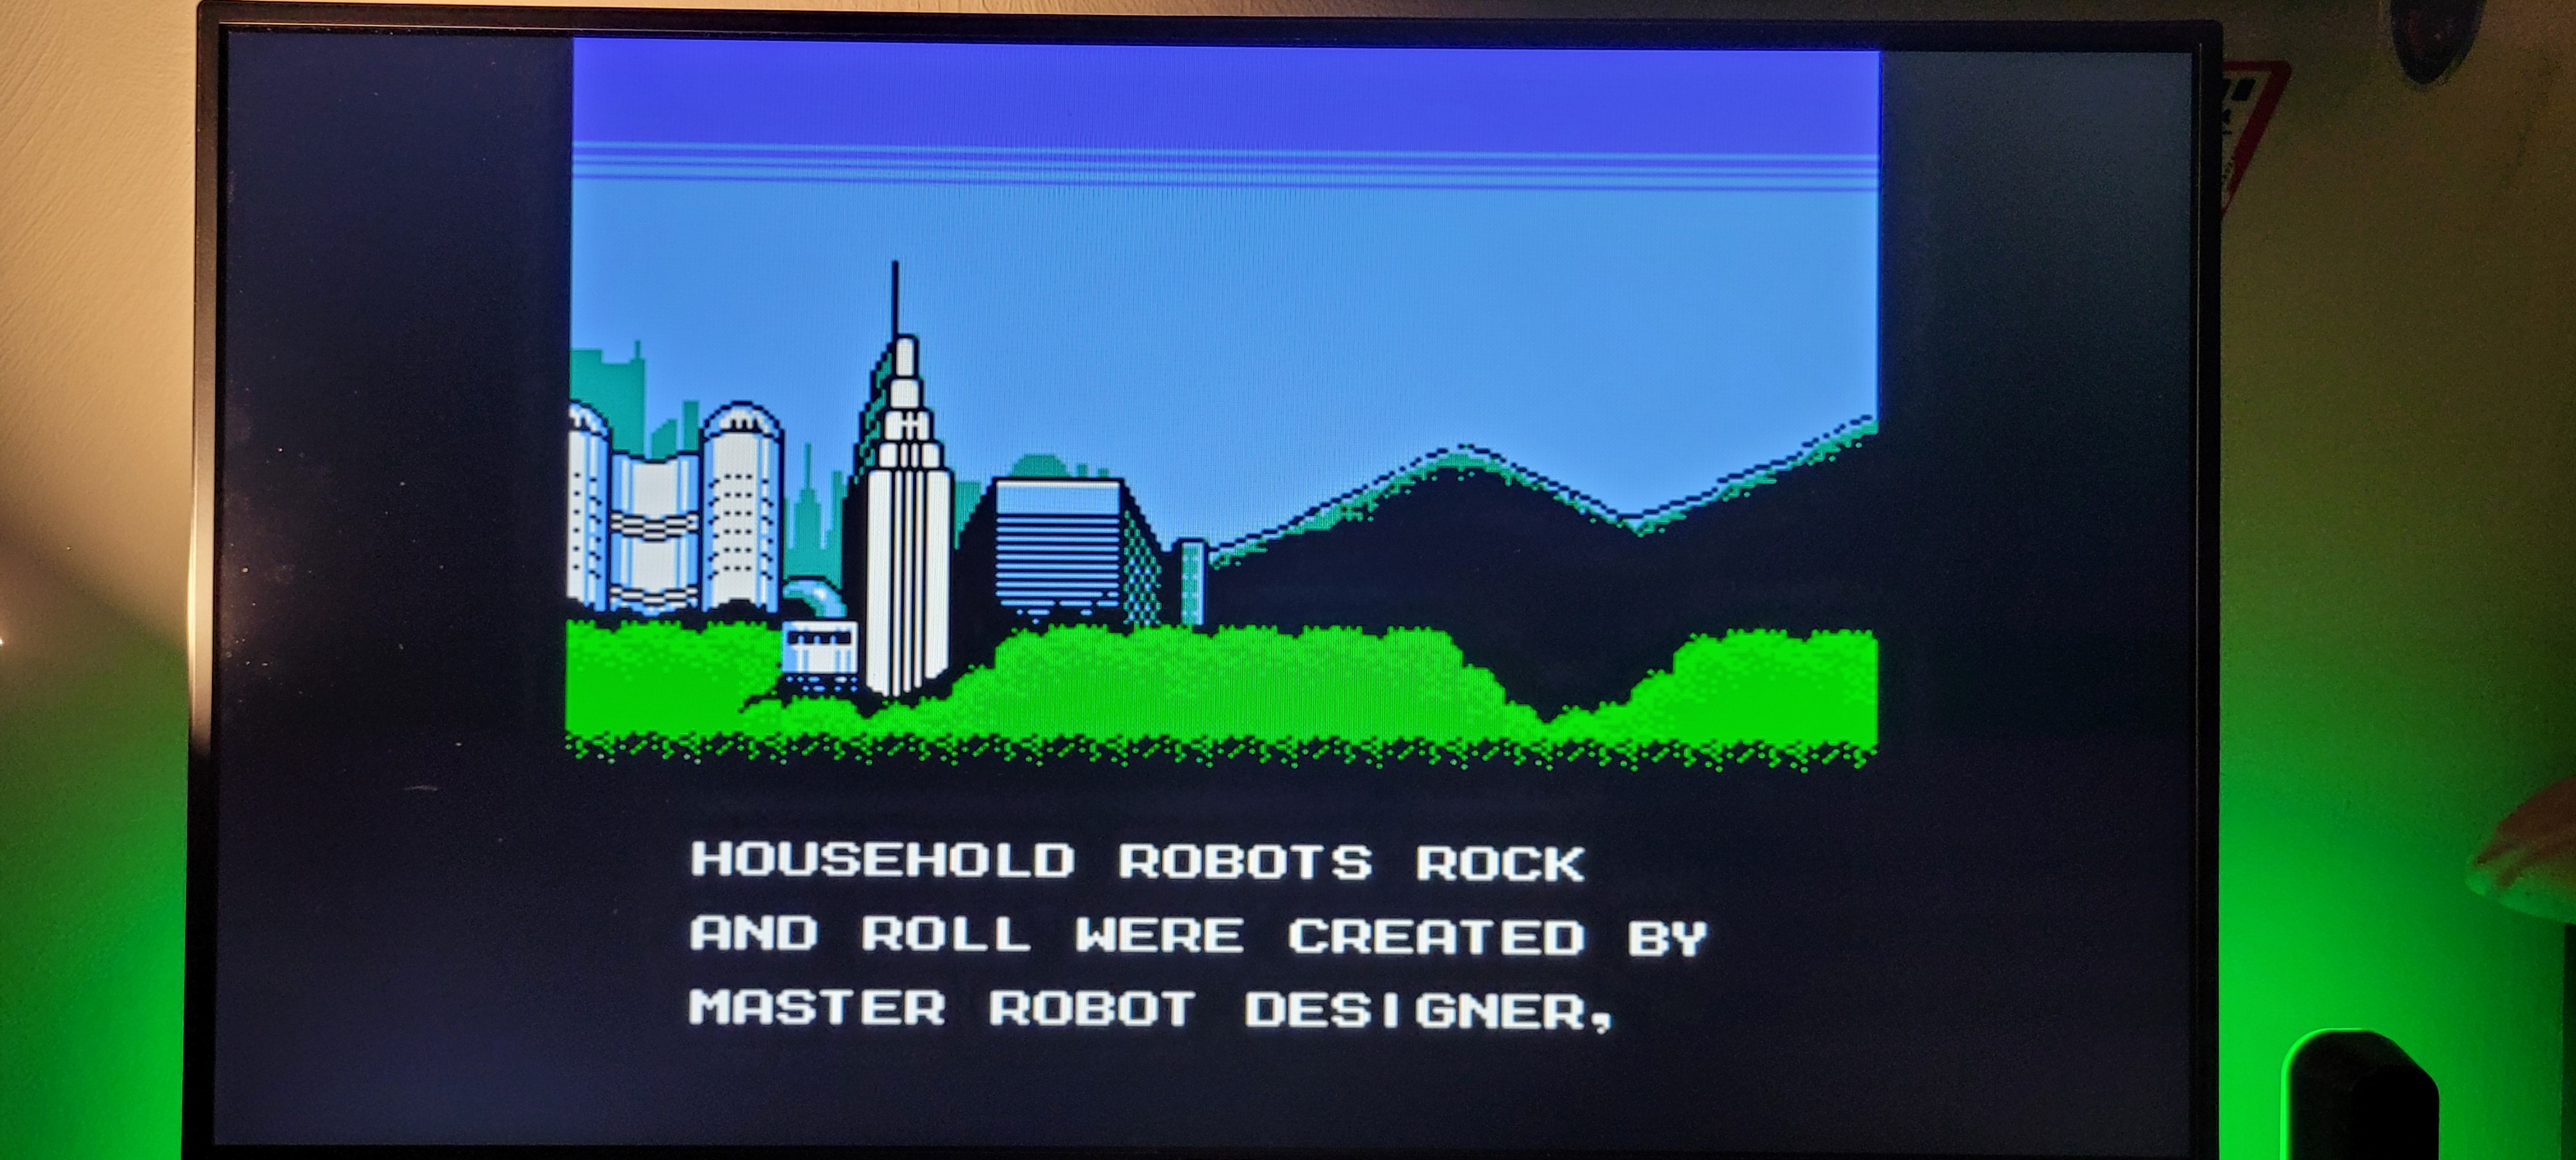 HOUSEHOLD ROBOTS ROCK
AND ROLL WERE CREATED BY
MASTER ROBOT DESIGNER,